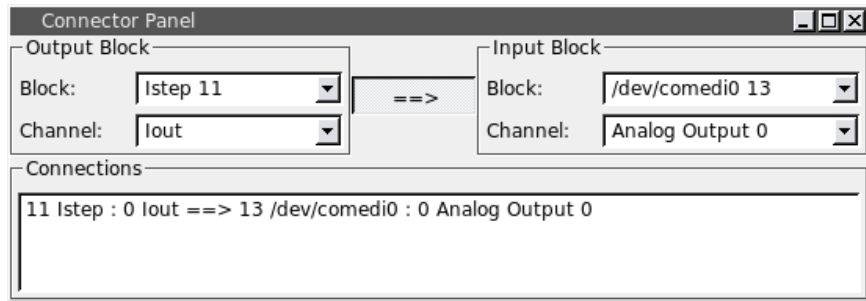 Connector Panel
Output Block
Block: Istep 11
Channel: Iout
==>
Input Block
Block: /dev/comedi0 13
Channel: Analog Output 0
Connections
11 Istep : 0 Iout ==> 13 /dev/comedi0 : 0 Analog Output 0